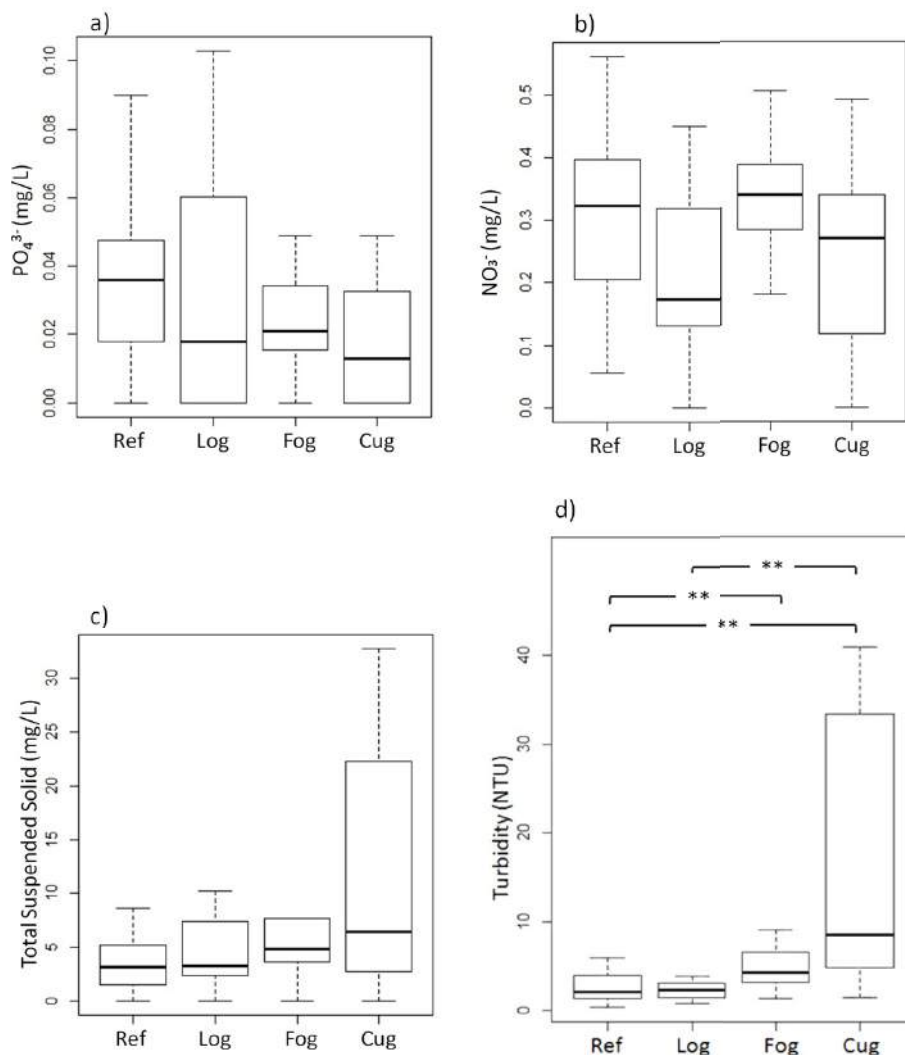 a)
PO₄³⁻ (mg/L)
0.10
0.08
0.06
0.04
0.02
0.00
Ref Log Fog Cug
b)
NO₃⁻ (mg/L)
0.5
0.4
0.3
0.2
0.1
0.0
Ref Log Fog Cug
c)
Total Suspended Solid (mg/L)
30
25
20
15
10
5
0
Ref Log Fog Cug
d)
**
**
**
Turbidity (NTU)
40
30
20
10
0
Ref Log Fog Cug